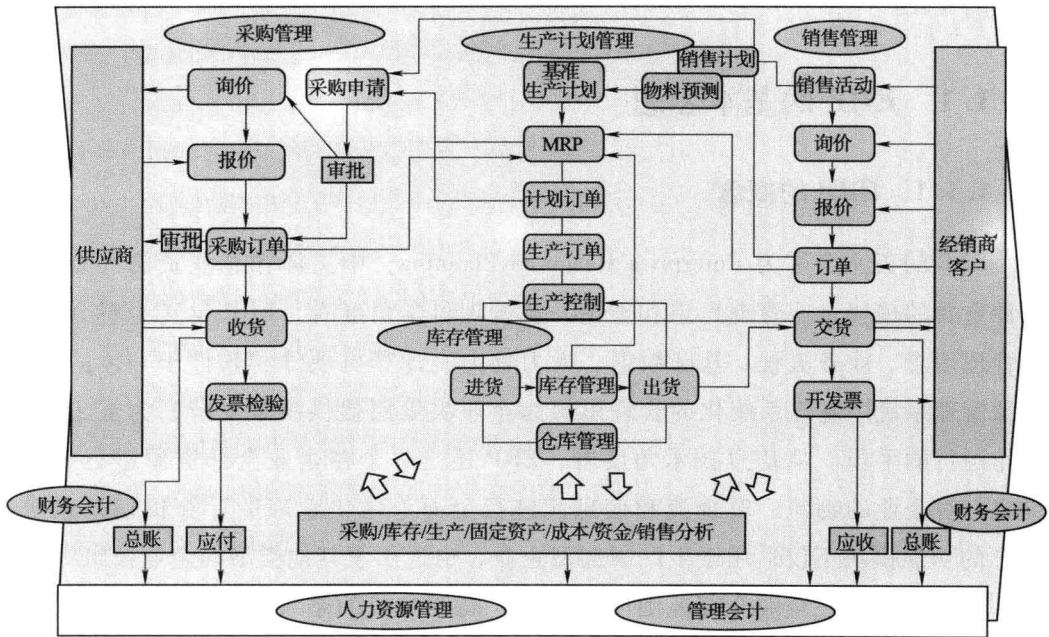 采购管理
生产计划管理
销售管理
询价
采购申请
基准
生产计划
销售计划
物料预测
销售活动
报价
审批
MRP
询价
计划订单
报价
供应商
审批
采购订单
生产订单
订单
经销商
客户
收货
生产控制
交货
库存管理
发票检验
进货
库存管理
出货
开发票
仓库管理
财务会计
财务会计
总账
应付
采购/库存/生产/固定资产/成本/资金/销售分析
应收
总账
人力资源管理
管理会计